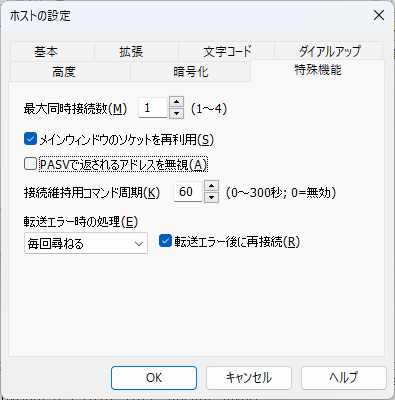 ホストの設定
基本 拡張 文字コード ダイアルアップ
高度 暗号化 特殊機能
最大同時接続数(M) 1 (1～4)
メインウィンドウのソケットを再利用(S)
PASVで返されるアドレスを無視(A)
接続維持用コマンド周期(K) 60 (0～300秒; 0=無効)
転送エラー時の処理(E)
毎回尋ねる 転送エラー後に再接続(R)
OK キャンセル ヘルプ